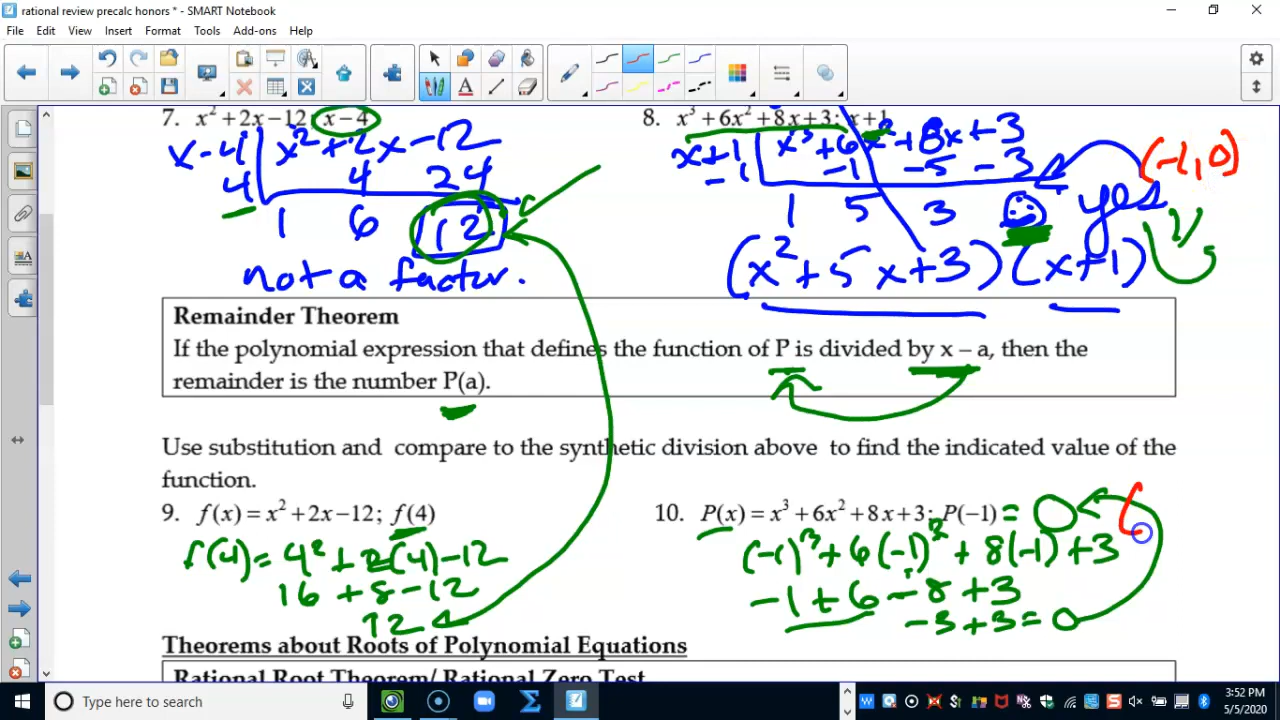 rational review precalc honors * - SMART Notebook
File Edit View Insert Format Tools Add-ons Help
7. x² + 2x − 12; x − 4
8. x³ + 6x² + 8x + 3; x + 1
x-4 x² + 2x - 12
4 4 24
1 6 12
not a factor.
x+1 x³ + 6x² + 8x + 3
-1 -1 -5 -3
1 5 3
yes
(-1, 0)
(x² + 5x + 3)(x + 1)
Remainder Theorem
If the polynomial expression that defines the function of P is divided by x – a, then the
remainder is the number P(a).
Use substitution and compare to the synthetic division above to find the indicated value of the
function.
9. f(x) = x² + 2x − 12; f(4)
f(4) = 4² + 2(4) - 12
16 + 8 - 12
12
10. P(x) = x³ + 6x² + 8x + 3; P(−1) = 0
(-1)³ + 6(-1)² + 8(-1) + 3
-1 + 6 - 8 + 3
-3 + 3 = 0
Theorems about Roots of Polynomial Equations
Rational Root Theorem/ Rational Zero Test
Type here to search
3:52 PM
5/5/2020